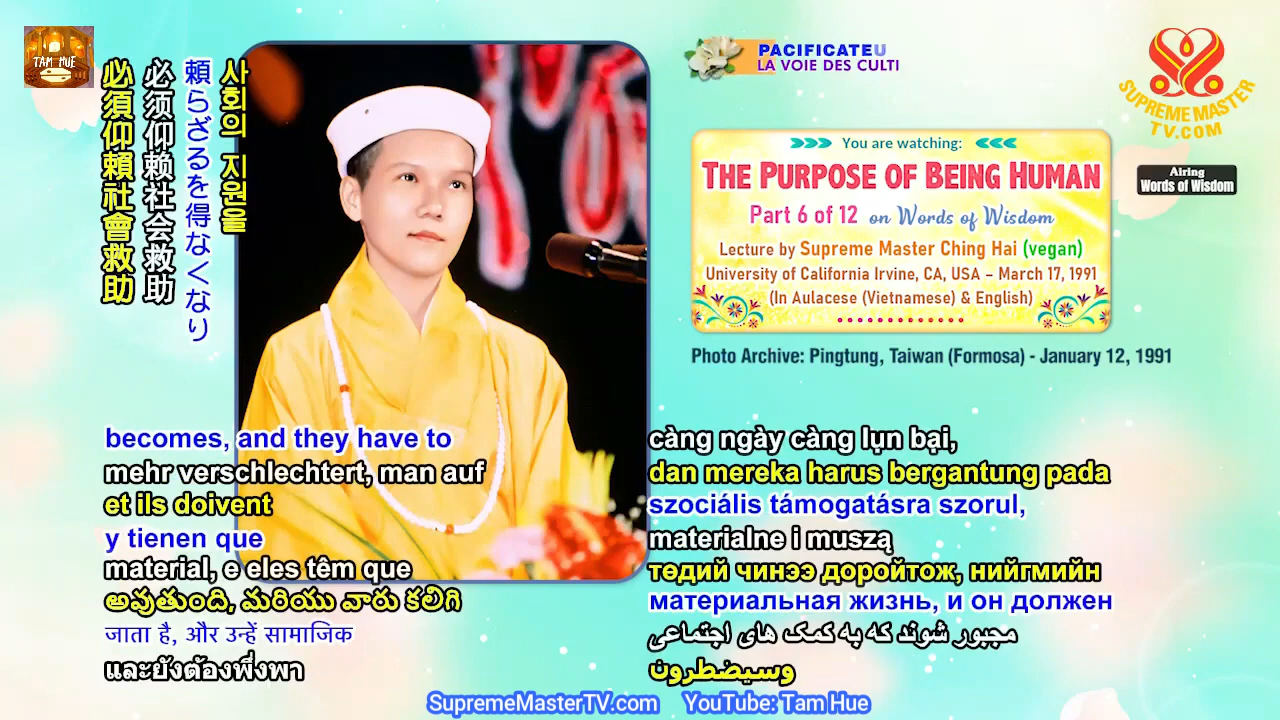 TAM HUE
必須仰賴社會救助
必须仰赖社会救助
頼らざるを得なくなり
사회의 지원을
PACIFICATEU
LA VOIE DES CULTI
SUPREME MASTER
TV.COM
You are watching:
THE PURPOSE OF BEING HUMAN
Part 6 of 12 on Words of Wisdom
Lecture by Supreme Master Ching Hai (vegan)
University of California Irvine, CA, USA – March 17, 1991
(In Aulacese (Vietnamese) & English)
Airing
Words of Wisdom
Photo Archive: Pingtung, Taiwan (Formosa) - January 12, 1991
becomes, and they have to
mehr verschlechtert, man auf
et ils doivent
y tienen que
material, e eles têm que
అవుతుంది, మరియు వారు కలిగి
जाता है, और उन्हें सामाजिक
และยังต้องพึ่งพา
càng ngày càng lụn bại,
dan mereka harus bergantung pada
szociális támogatásra szorul,
materialne i muszą
төдий чинээ доройтож, нийгмийн
материальная жизнь, и он должен
مجبور شوند که به کمک های اجتماعی
وسيضطرون
SupremeMasterTV.com YouTube: Tam Hue